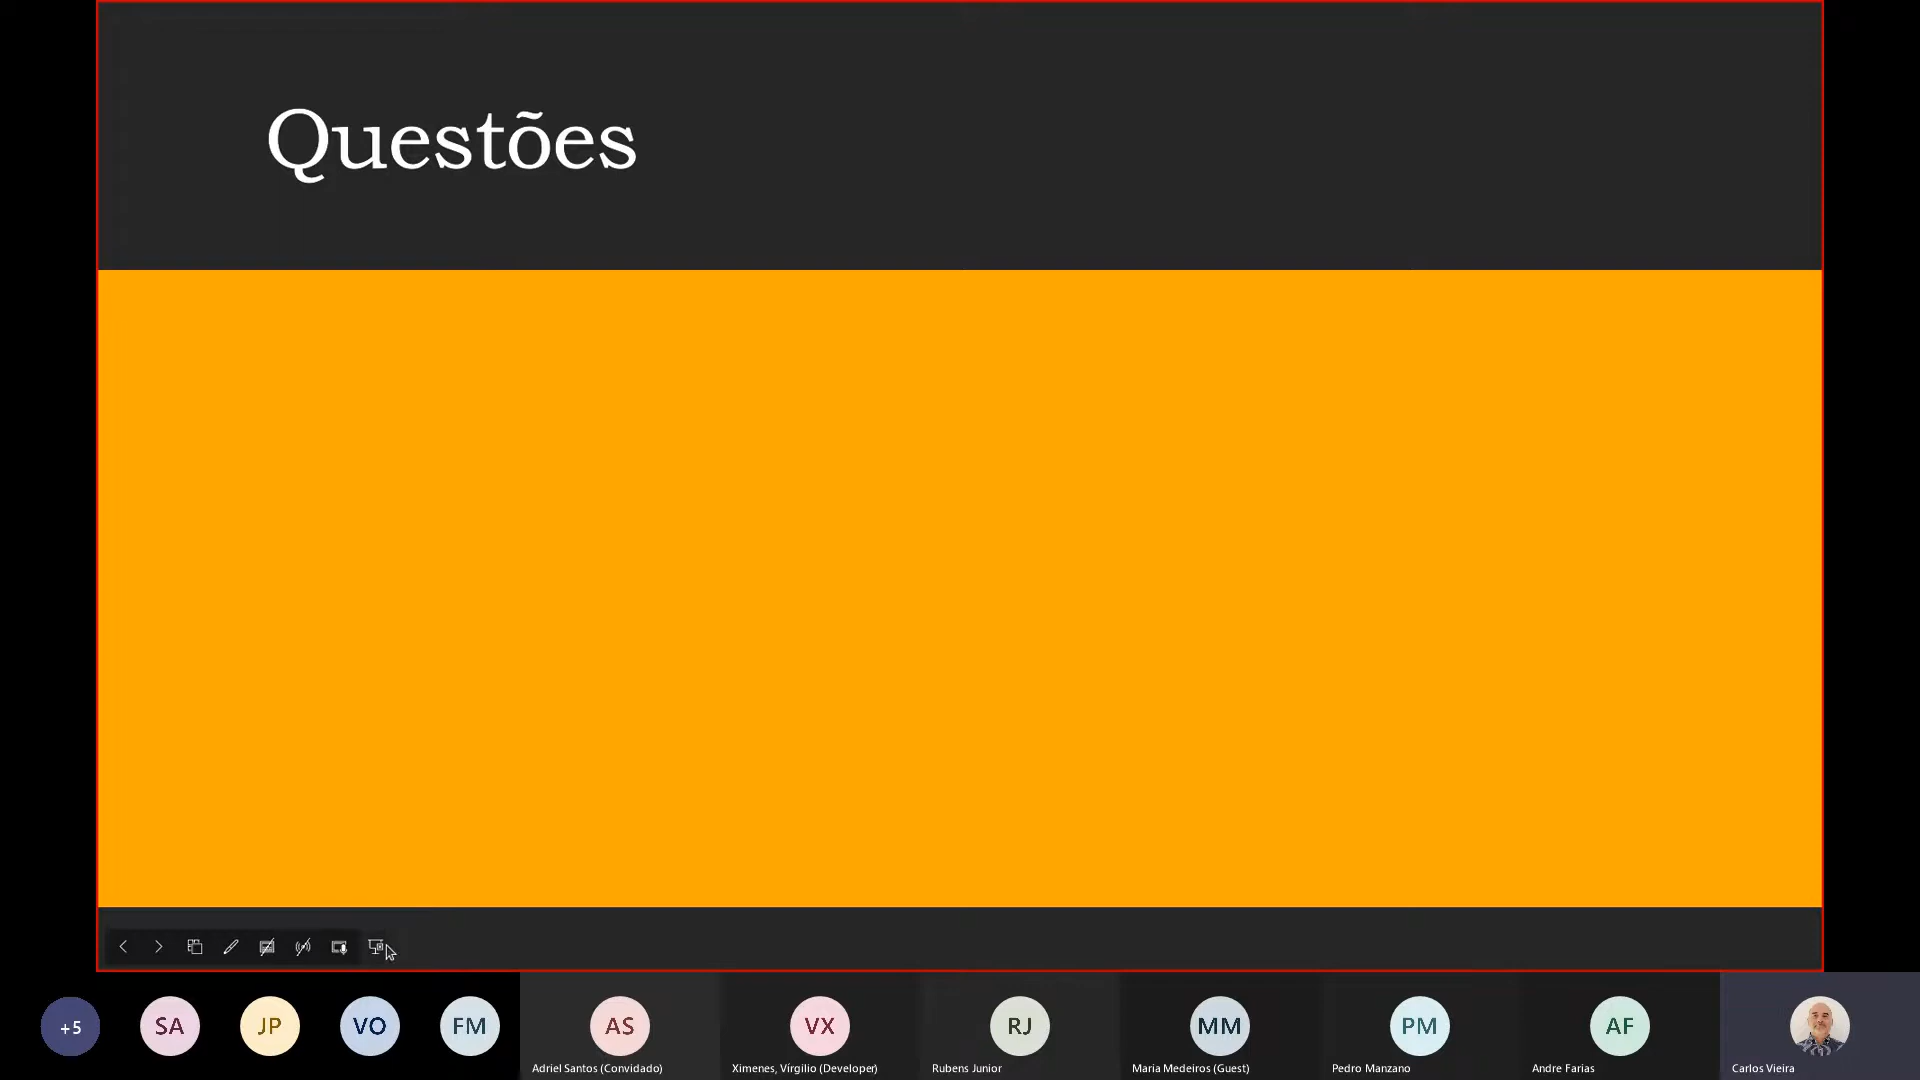 Questões
+5
SA
JP
VO
FM
AS
VX
RJ
MM
PM
AF
Adriel Santos (Convidado)
Ximenes, Vírgilio (Developer)
Rubens Junior
Maria Medeiros (Guest)
Pedro Manzano
Andre Farias
Carlos Vieira